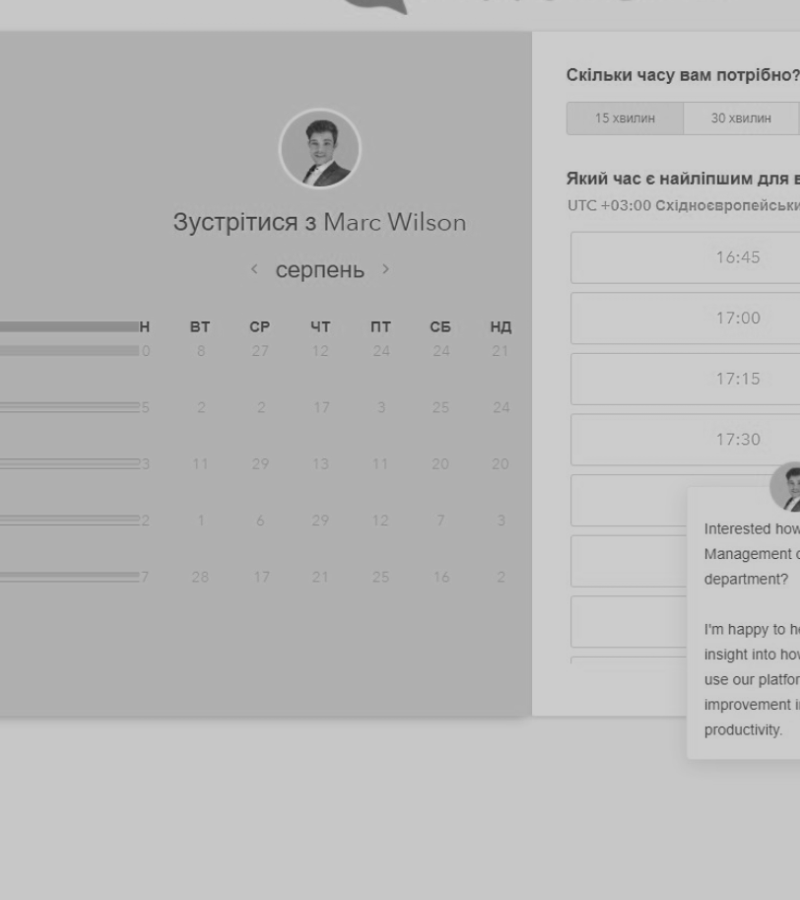 Зустрітися з Marc Wilson
серпень
Н ВТ СР ЧТ ПТ СБ НД
0 8 27 12 24 24 21
5 2 2 17 3 25 24
3 11 29 13 11 20 20
2 1 6 29 12 7 3
7 28 17 21 25 16 2
Скільки часу вам потрібно?
15 хвилин 30 хвилин
Який час є найліпшим для в
UTC +03:00 Східноєвропейськи
16:45
17:00
17:15
17:30
Interested how
Management
department?
I'm happy to he
insight into how
use our platfor
improvement i
productivity.